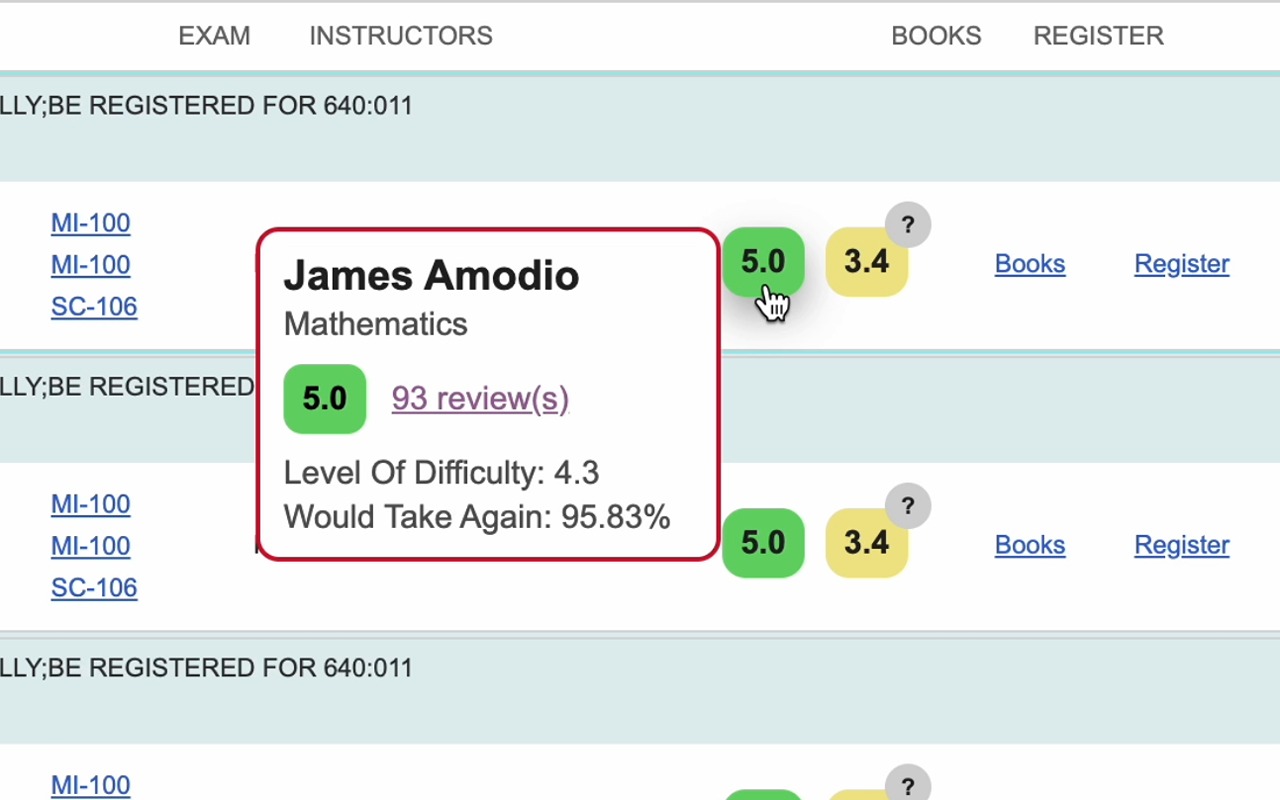 EXAM INSTRUCTORS BOOKS REGISTER
LLY;BE REGISTERED FOR 640:011
MI-100
MI-100
SC-106
James Amodio
Mathematics
5.0 93 review(s)
Level Of Difficulty: 4.3
Would Take Again: 95.83%
5.0 3.4 ? Books Register
LLY;BE REGISTERED
MI-100
MI-100
SC-106
5.0 3.4 ? Books Register
LLY;BE REGISTERED FOR 640:011
MI-100 ?